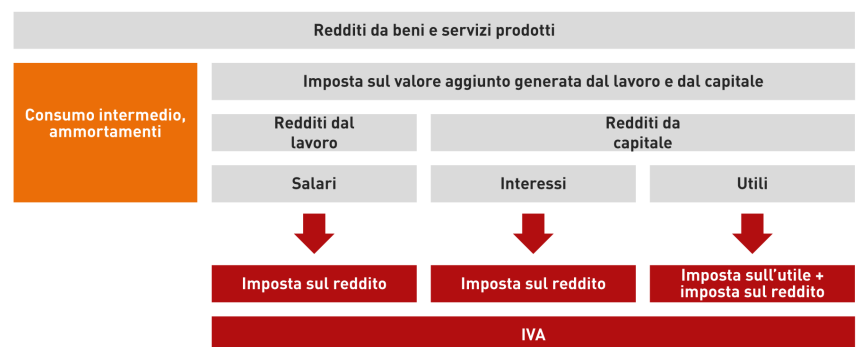 Redditi da beni e servizi prodotti
Consumo intermedio,
ammortamenti
Imposta sul valore aggiunto generata dal lavoro e dal capitale
Redditi dal
lavoro
Redditi da
capitale
Salari
Interessi
Utili
Imposta sul reddito
Imposta sul reddito
Imposta sull’utile +
imposta sul reddito
IVA